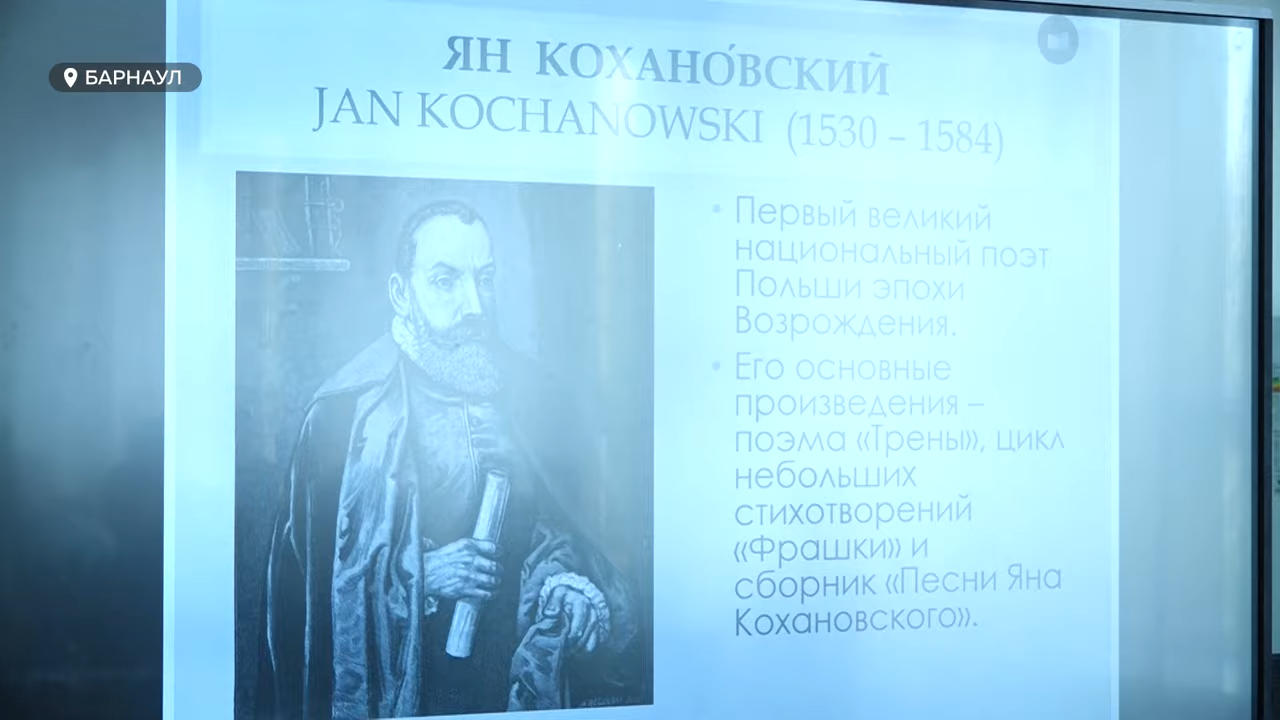 БАРНАУЛ
ЯН КОХАНО́ВСКИЙ
JAN KOCHANOWSKI (1530 – 1584)
• Первый великий
национальный поэт
Польши эпохи
Возрождения.
• Его основные
произведения –
поэма «Трены», цикл
небольших
стихотворений
«Фрашки» и
сборник «Песни Яна
Кохановского».